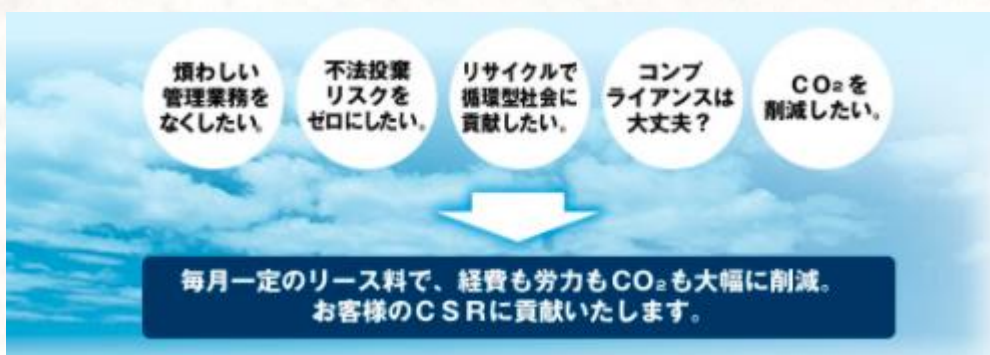 煩わしい
管理業務を
なくしたい。
不法投棄
リスクを
ゼロにしたい。
リサイクルで
循環型社会に
貢献したい。
コンプ
ライアンスは
大丈夫？
CO₂を
削減したい。
毎月一定のリース料で、経費も労力もCO₂も大幅に削減。
お客様のCSRに貢献いたします。